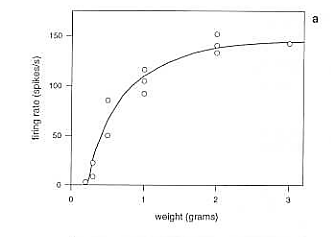 a
150
100
50
0
firing rate (spikes/s)
0 1 2 3
weight (grams)